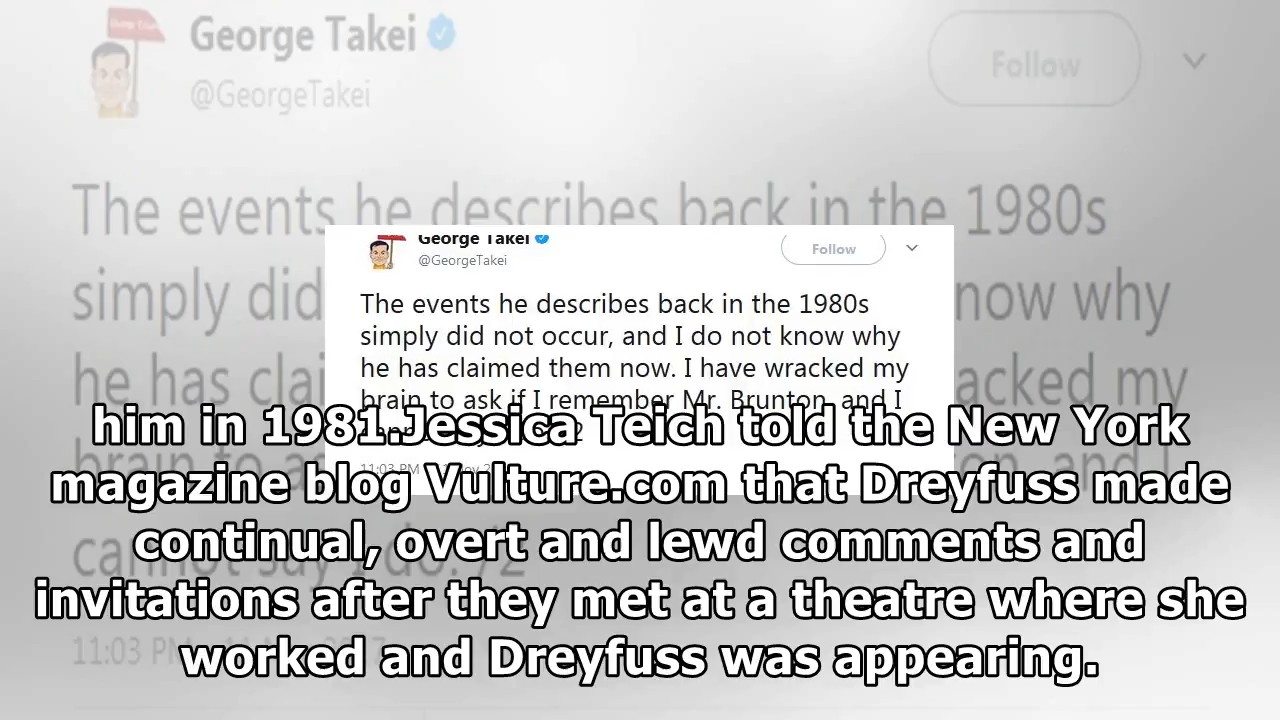 George Takei
@GeorgeTakei
Follow
The events he describes back in the 1980s
simply did
now why
he has clai
acked my
George Takei
@GeorgeTakei
Follow
The events he describes back in the 1980s
simply did not occur, and I do not know why
he has claimed them now. I have wracked my
brain to ask if I remember Mr. Brunton, and I
him in 1981.Jessica Teich told the New York
magazine blog Vulture.com that Dreyfuss made
continual, overt and lewd comments and
invitations after they met at a theatre where she
worked and Dreyfuss was appearing.
11:03 PM